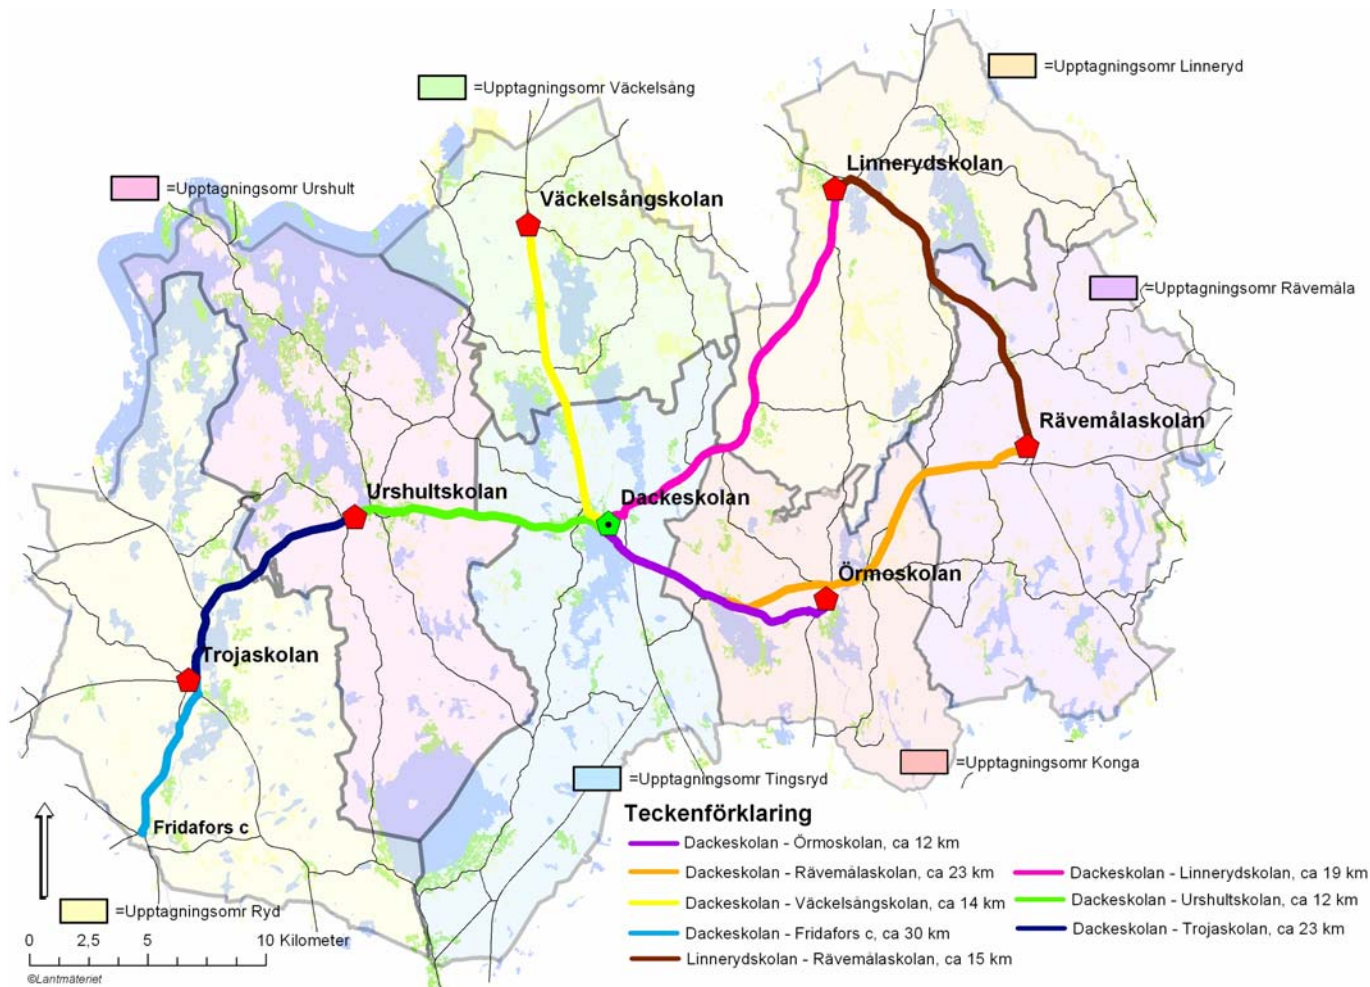 =Upptagningsomr Linneryd
=Upptagningsomr Väckelsång
Linnerydskolan
=Upptagningsomr Urshult
Väckelsångskolan
=Upptagningsomr Rävemåla
Rävemålaskolan
Urshultskolan
Dackeskolan
Örmoskolan
Trojaskolan
=Upptagningsomr Konga
=Upptagningsomr Tingsryd
Fridafors c
Teckenförklaring
Dackeskolan - Örmoskolan, ca 12 km
Dackeskolan - Rävemålaskolan, ca 23 km
Dackeskolan - Väckelsångskolan, ca 14 km
Dackeskolan - Fridafors c, ca 30 km
Linnerydskolan - Rävemålaskolan, ca 15 km
Dackeskolan - Linnerydskolan, ca 19 km
Dackeskolan - Urshultskolan, ca 12 km
Dackeskolan - Trojaskolan, ca 23 km
=Upptagningsomr Ryd
0 2,5 5 10 Kilometer
©Lantmäteriet